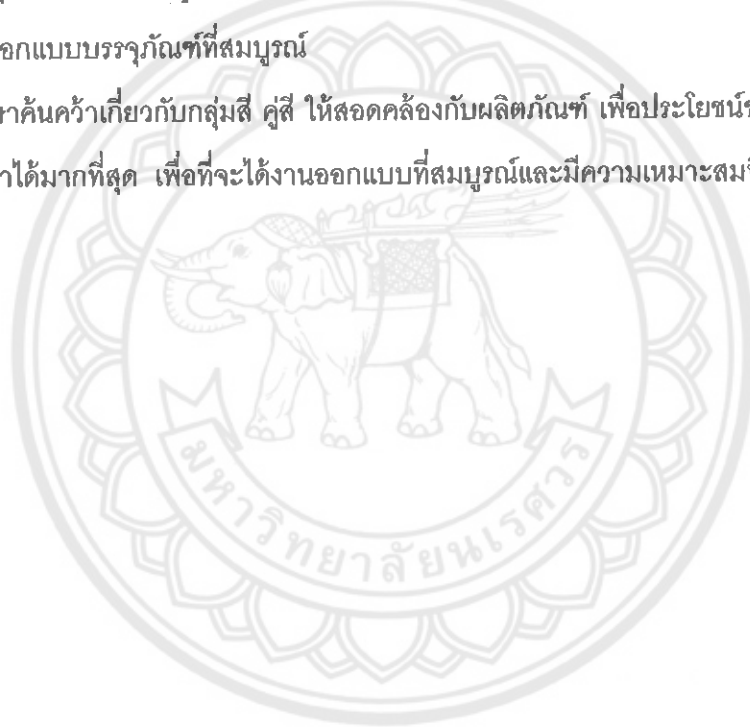 อกแบบบรรจุภัณฑ์ที่สมบูรณ์
าค้นคว้าเกี่ยวกับกลุ่มสี คู่สี ให้สอดคล้องกับผลิตภัณฑ์ เพื่อประโยชน์
าได้มากที่สุด เพื่อที่จะได้งานออกแบบที่สมบูรณ์และมีความเหมาะสม
มหาวิทยาลัยนเรศวร